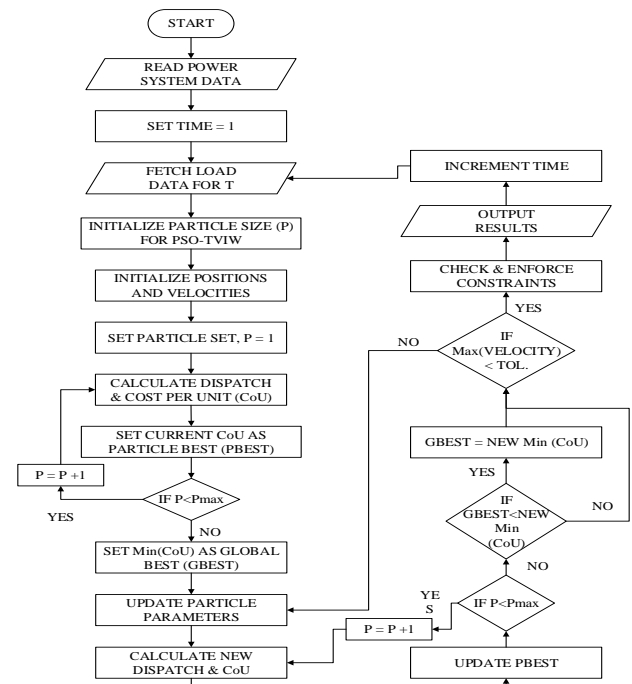 START
READ POWER
SYSTEM DATA
SET TIME = 1
FETCH LOAD
DATA FOR T
INITIALIZE PARTICLE SIZE (P)
FOR PSO-TVIW
INITIALIZE POSITIONS
AND VELOCITIES
SET PARTICLE SET, P = 1
CALCULATE DISPATCH
& COST PER UNIT (CoU)
SET CURRENT CoU AS
PARTICLE BEST (PBEST)
P = P +1
IF P<Pmax
YES
NO
SET Min(CoU) AS GLOBAL
BEST (GBEST)
UPDATE PARTICLE
PARAMETERS
CALCULATE NEW
DISPATCH & CoU
INCREMENT TIME
OUTPUT
RESULTS
CHECK & ENFORCE
CONSTRAINTS
YES
IF
Max(VELOCITY)
< TOL.
NO
GBEST = NEW Min (CoU)
YES
IF
GBEST<NEW
Min
(CoU)
NO
NO
IF P<Pmax
YE
S
P = P +1
UPDATE PBEST